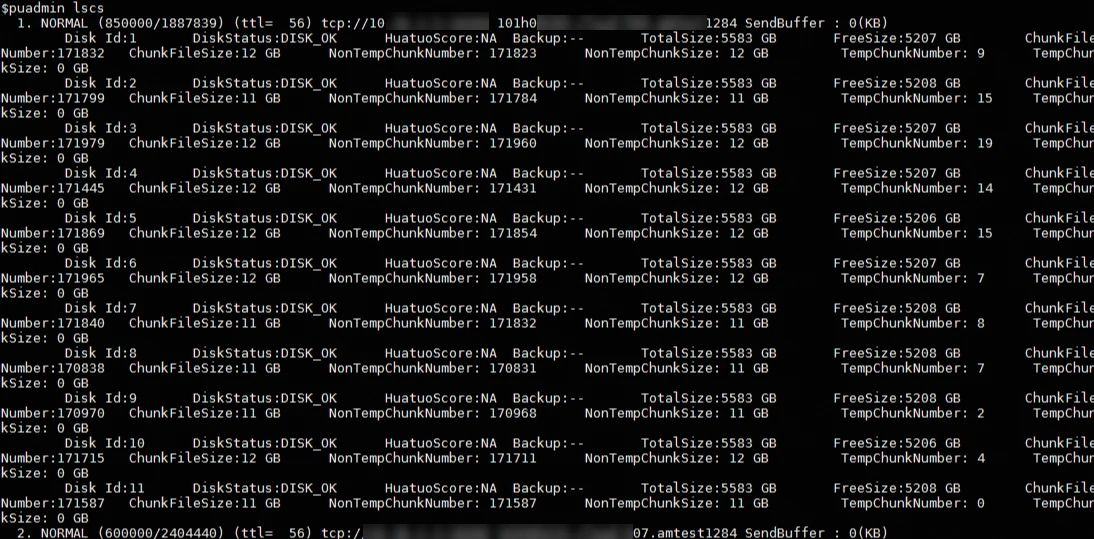 $puadmin lscs
1. NORMAL (850000/1887839) (ttl= 56) tcp://10 101h0 1284 SendBuffer : 0(KB)
Disk Id:1 DiskStatus:DISK_OK HuatuoScore:NA Backup:-- TotalSize:5583 GB FreeSize:5207 GB ChunkFile
Number:171832 ChunkFileSize:12 GB NonTempChunkNumber: 171823 NonTempChunkSize: 12 GB TempChunkNumber: 9 TempChun
kSize: 0 GB
Disk Id:2 DiskStatus:DISK_OK HuatuoScore:NA Backup:-- TotalSize:5583 GB FreeSize:5208 GB ChunkFile
Number:171799 ChunkFileSize:11 GB NonTempChunkNumber: 171784 NonTempChunkSize: 11 GB TempChunkNumber: 15 TempChun
kSize: 0 GB
Disk Id:3 DiskStatus:DISK_OK HuatuoScore:NA Backup:-- TotalSize:5583 GB FreeSize:5207 GB ChunkFile
Number:171979 ChunkFileSize:12 GB NonTempChunkNumber: 171960 NonTempChunkSize: 12 GB TempChunkNumber: 19 TempChun
kSize: 0 GB
Disk Id:4 DiskStatus:DISK_OK HuatuoScore:NA Backup:-- TotalSize:5583 GB FreeSize:5207 GB ChunkFile
Number:171445 ChunkFileSize:12 GB NonTempChunkNumber: 171431 NonTempChunkSize: 12 GB TempChunkNumber: 14 TempChun
kSize: 0 GB
Disk Id:5 DiskStatus:DISK_OK HuatuoScore:NA Backup:-- TotalSize:5583 GB FreeSize:5206 GB ChunkFile
Number:171869 ChunkFileSize:12 GB NonTempChunkNumber: 171854 NonTempChunkSize: 12 GB TempChunkNumber: 15 TempChun
kSize: 0 GB
Disk Id:6 DiskStatus:DISK_OK HuatuoScore:NA Backup:-- TotalSize:5583 GB FreeSize:5207 GB ChunkFile
Number:171965 ChunkFileSize:12 GB NonTempChunkNumber: 171958 NonTempChunkSize: 12 GB TempChunkNumber: 7 TempChun
kSize: 0 GB
Disk Id:7 DiskStatus:DISK_OK HuatuoScore:NA Backup:-- TotalSize:5583 GB FreeSize:5208 GB ChunkFile
Number:171840 ChunkFileSize:11 GB NonTempChunkNumber: 171832 NonTempChunkSize: 11 GB TempChunkNumber: 8 TempChun
kSize: 0 GB
Disk Id:8 DiskStatus:DISK_OK HuatuoScore:NA Backup:-- TotalSize:5583 GB FreeSize:5208 GB ChunkFile
Number:170838 ChunkFileSize:11 GB NonTempChunkNumber: 170831 NonTempChunkSize: 11 GB TempChunkNumber: 7 TempChun
kSize: 0 GB
Disk Id:9 DiskStatus:DISK_OK HuatuoScore:NA Backup:-- TotalSize:5583 GB FreeSize:5208 GB ChunkFile
Number:170970 ChunkFileSize:11 GB NonTempChunkNumber: 170968 NonTempChunkSize: 11 GB TempChunkNumber: 2 TempChun
kSize: 0 GB
Disk Id:10 DiskStatus:DISK_OK HuatuoScore:NA Backup:-- TotalSize:5583 GB FreeSize:5206 GB ChunkFile
Number:171715 ChunkFileSize:12 GB NonTempChunkNumber: 171711 NonTempChunkSize: 12 GB TempChunkNumber: 4 TempChun
kSize: 0 GB
Disk Id:11 DiskStatus:DISK_OK HuatuoScore:NA Backup:-- TotalSize:5583 GB FreeSize:5208 GB ChunkFile
Number:171587 ChunkFileSize:11 GB NonTempChunkNumber: 171587 NonTempChunkSize: 11 GB TempChunkNumber: 0 TempChun
kSize: 0 GB
2. NORMAL (600000/2404440) (ttl= 56) tcp:/ 07.amtest1284 SendBuffer : 0(KB)